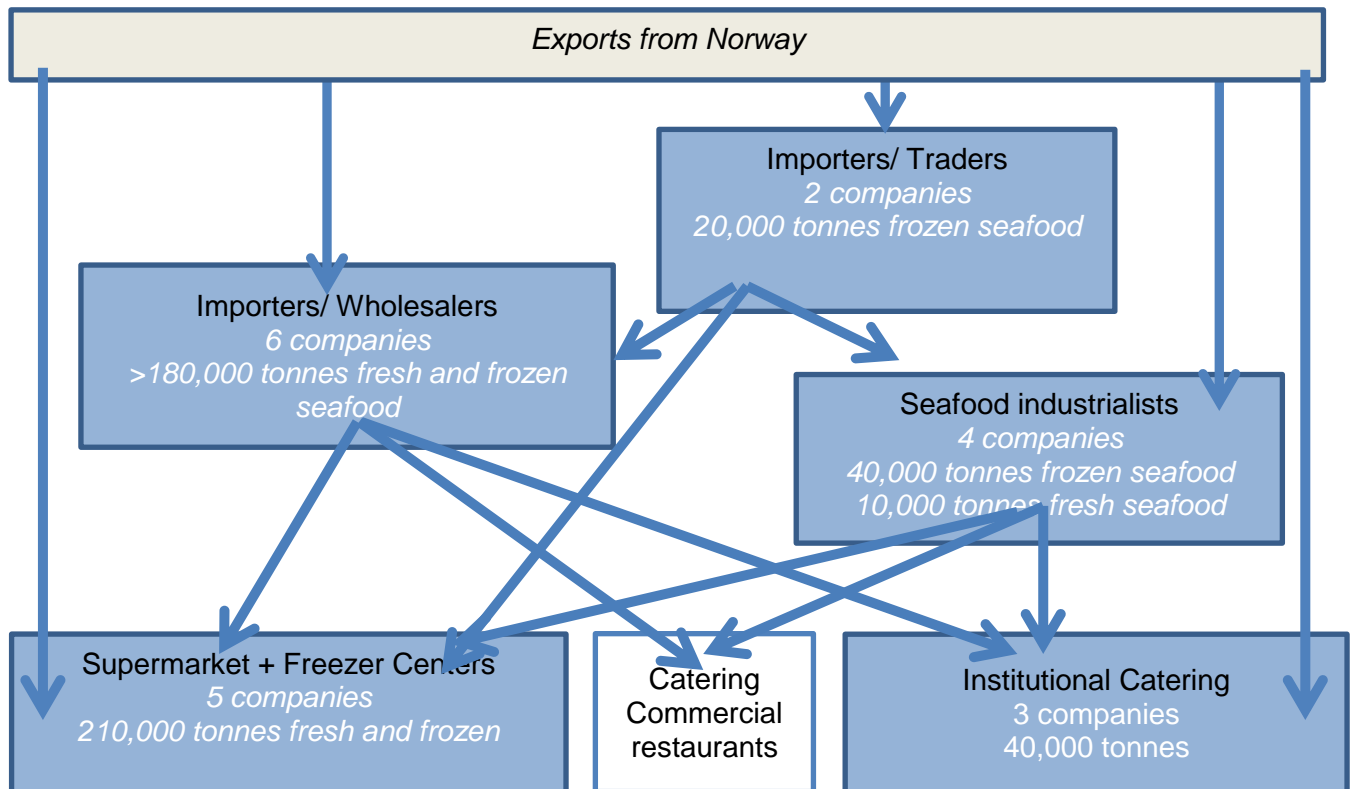 Exports from Norway
Importers/ Traders
2 companies
20,000 tonnes frozen seafood
Importers/ Wholesalers
6 companies
>180,000 tonnes fresh and frozen
seafood
Seafood industrialists
4 companies
40,000 tonnes frozen seafood
10,000 tonnes fresh seafood
Supermarket + Freezer Centers
5 companies
210,000 tonnes fresh and frozen
Catering
Commercial
restaurants
Institutional Catering
3 companies
40,000 tonnes